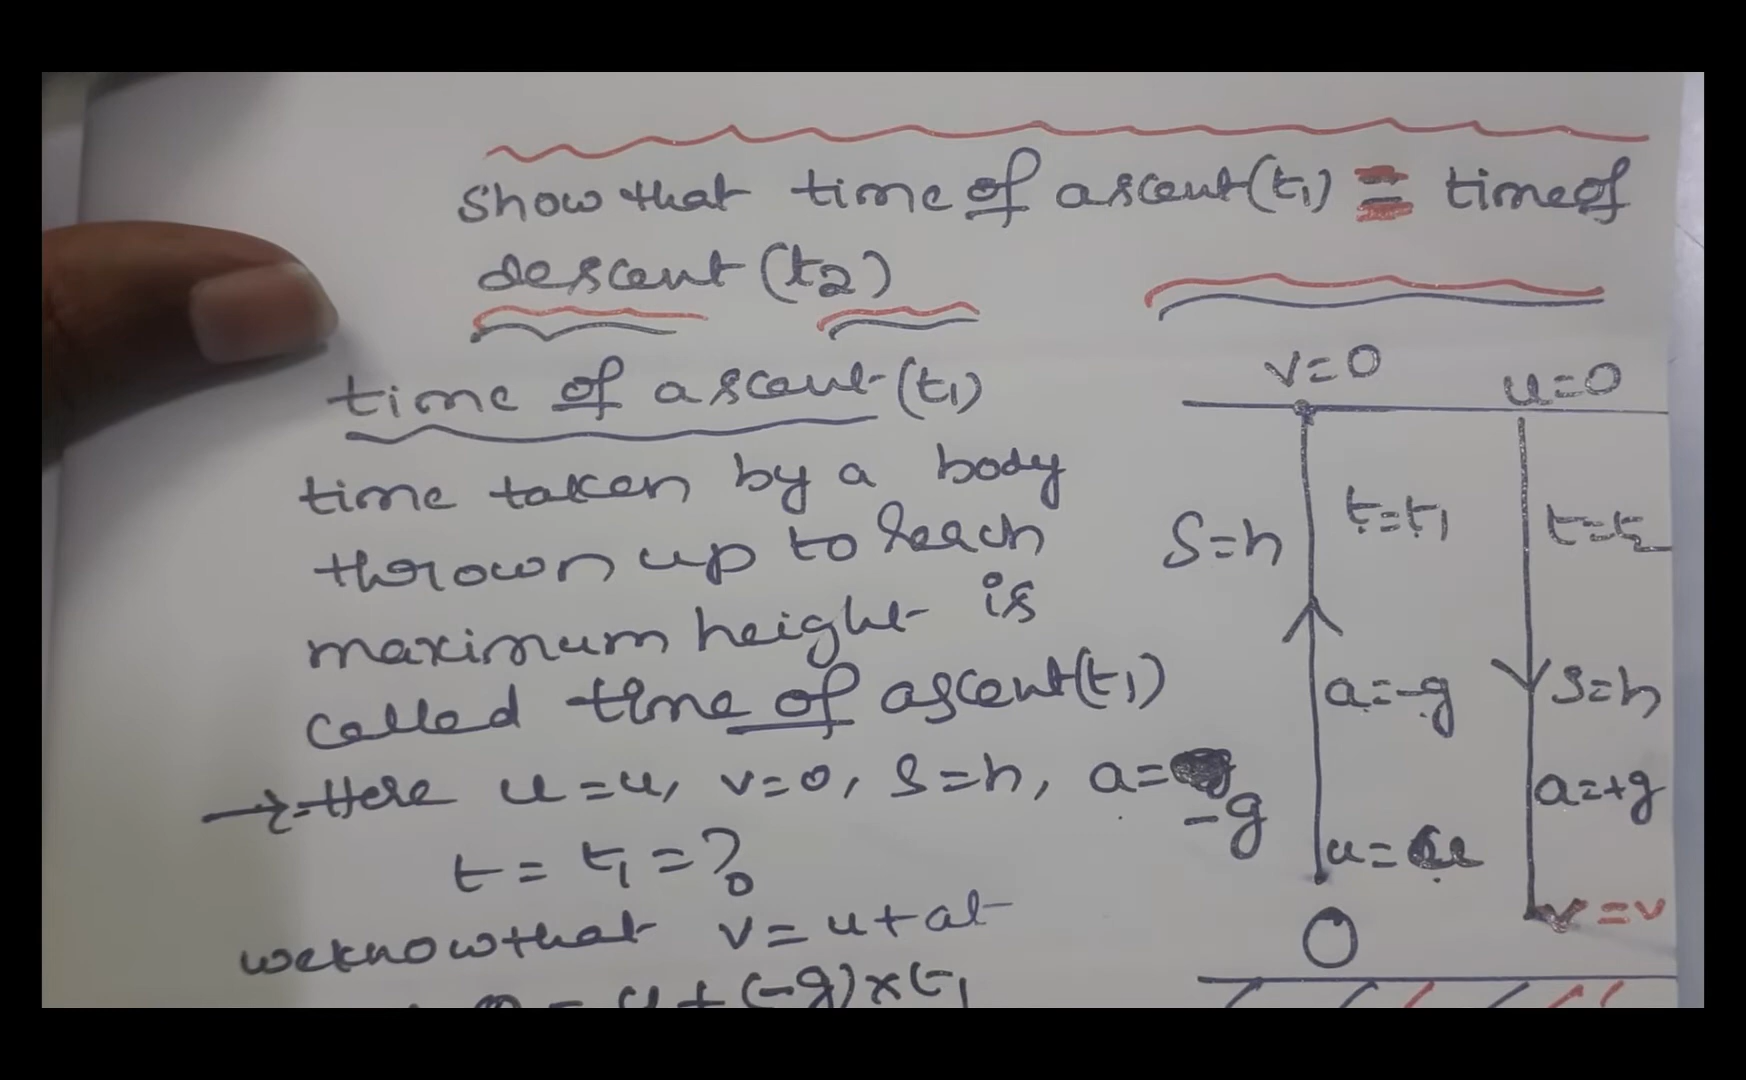 show that time of ascent (t1) = time of
descent (t2)
time of ascent (t1)
time taken by a body
thrown up to reach
maximum height is
called time of ascent (t1)
→ Here u = u, v = 0, S = h, a =
-g
t = t1 = ?
we know that v = u + at
0 = u + (-g) × t1
v=0
u=0
t=t1
t=t2
S=h
a=-g
S=h
a=+g
u=u
v=v